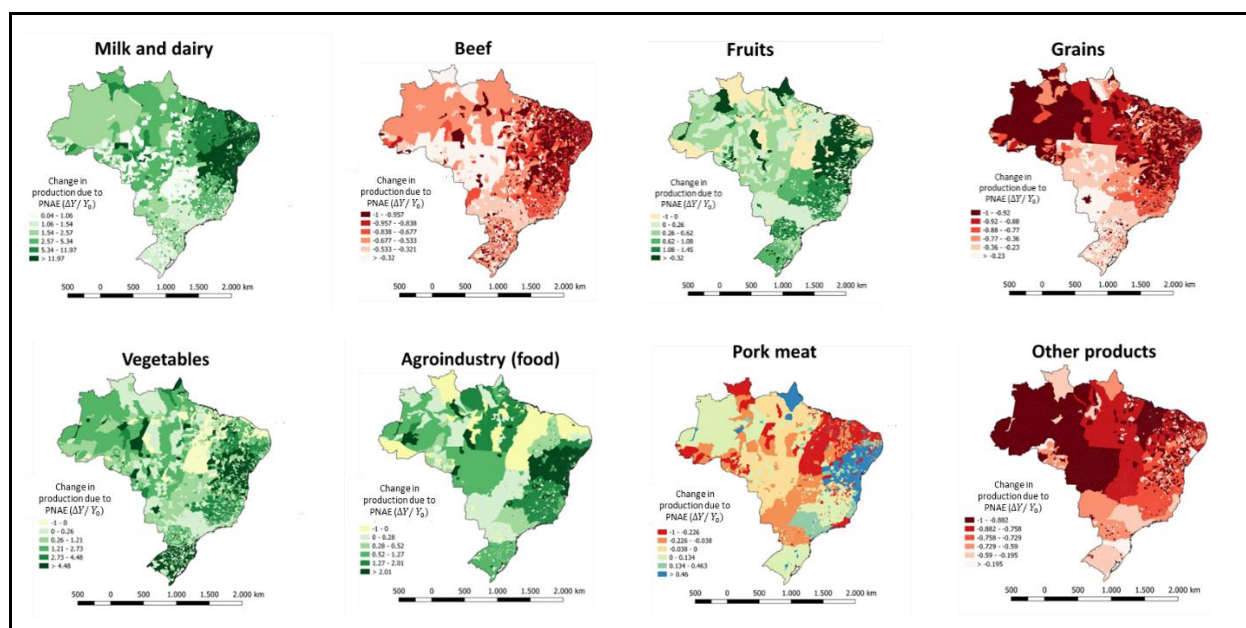 Milk and dairy
Change in
production due to
PNAE (ΔY/ Y₀)
0.04 - 1.06
1.06 - 1.54
1.54 - 2.57
2.57 - 5.34
5.34 - 11.97
> 11.97
500 0 500 1.000 1.500 2.000 km
Beef
Change in
production due to
PNAE (ΔY/ Y₀)
-1 - -0.957
-0.957 - -0.838
-0.838 - -0.677
-0.677 - -0.533
-0.533 - -0.321
> -0.32
500 0 500 1.000 1.500 2.000 km
Fruits
Change in
production due to
PNAE (ΔY/ Y₀)
-1 - 0
0 - 0.26
0.26 - 0.62
0.62 - 1.08
1.08 - 1.45
> -0.32
500 0 500 1.000 1.500 2.000 km
Grains
Change in
production due to
PNAE (ΔY/ Y₀)
-1 - -0.92
-0.92 - -0.88
-0.88 - -0.77
-0.77 - -0.36
-0.36 - -0.23
> -0.23
500 0 500 1.000 1.500 2.000 km
Vegetables
Change in
production due to
PNAE (ΔY/ Y₀)
-1 - 0
0 - 0.26
0.26 - 1.21
1.21 - 2.73
2.73 - 4.48
> 4.48
500 0 500 1.000 1.500 2.000 km
Agroindustry (food)
Change in
production due to
PNAE (ΔY/ Y₀)
-1 - 0
0 - 0.28
0.28 - 0.52
0.52 - 1.27
1.27 - 2.01
> 2.01
500 0 500 1.000 1.500 2.000 km
Pork meat
Change in
production due to
PNAE (ΔY/ Y₀)
-1 - -0.226
-0.226 - -0.038
-0.038 - 0
0 - 0.134
0.134 - 0.463
> 0.46
500 0 500 1.000 1.500 2.000 km
Other products
Change in
production due to
PNAE (ΔY/ Y₀)
-1 - -0.882
-0.882 - -0.758
-0.758 - -0.729
-0.729 - -0.59
-0.59 - -0.195
> -0.195
500 0 500 1.000 1.500 2.000 km